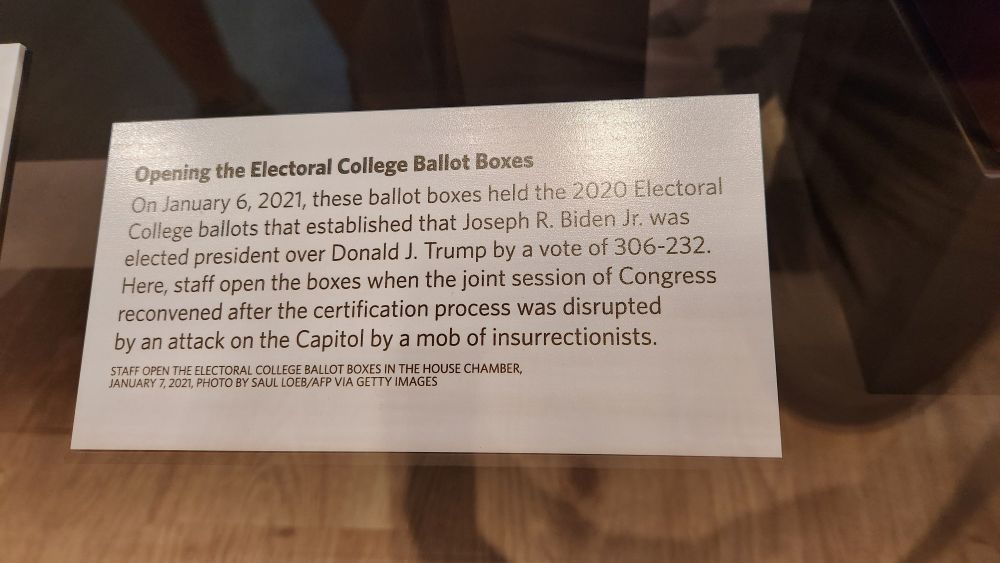 Opening the Electoral College Ballot Boxes
On January 6, 2021, these ballot boxes held the 2020 Electoral
College ballots that established that Joseph R. Biden Jr. was
elected president over Donald J. Trump by a vote of 306-232.
Here, staff open the boxes when the joint session of Congress
reconvened after the certification process was disrupted
by an attack on the Capitol by a mob of insurrectionists.
STAFF OPEN THE ELECTORAL COLLEGE BALLOT BOXES IN THE HOUSE CHAMBER,
JANUARY 7, 2021, PHOTO BY SAUL LOEB/AFP VIA GETTY IMAGES